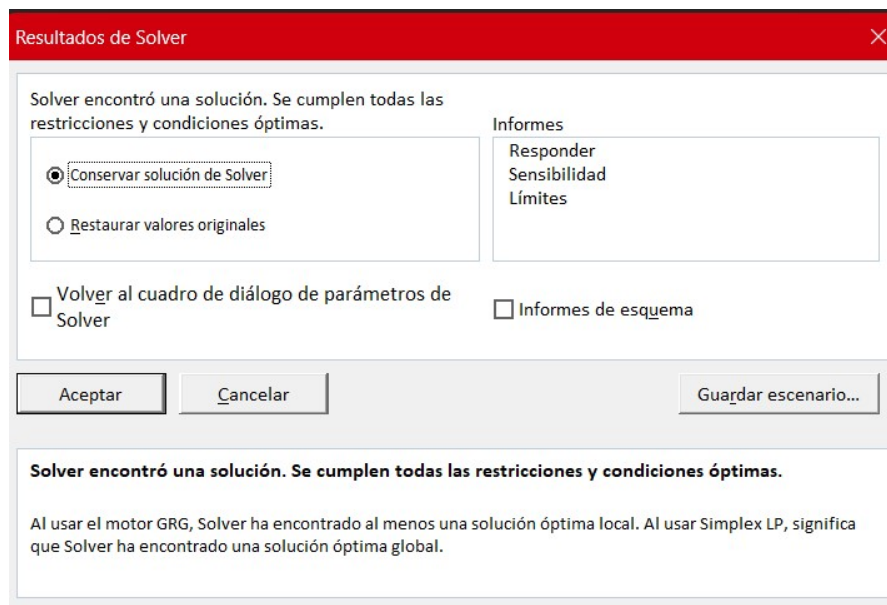 Resultados de Solver
Solver encontró una solución. Se cumplen todas las
restricciones y condiciones óptimas.
Conservar solución de Solver
Restaurar valores originales
Informes
Responder
Sensibilidad
Límites
Volver al cuadro de diálogo de parámetros de
Solver
Informes de esquema
Aceptar
Cancelar
Guardar escenario...
Solver encontró una solución. Se cumplen todas las restricciones y condiciones óptimas.
Al usar el motor GRG, Solver ha encontrado al menos una solución óptima local. Al usar Simplex LP, significa
que Solver ha encontrado una solución óptima global.